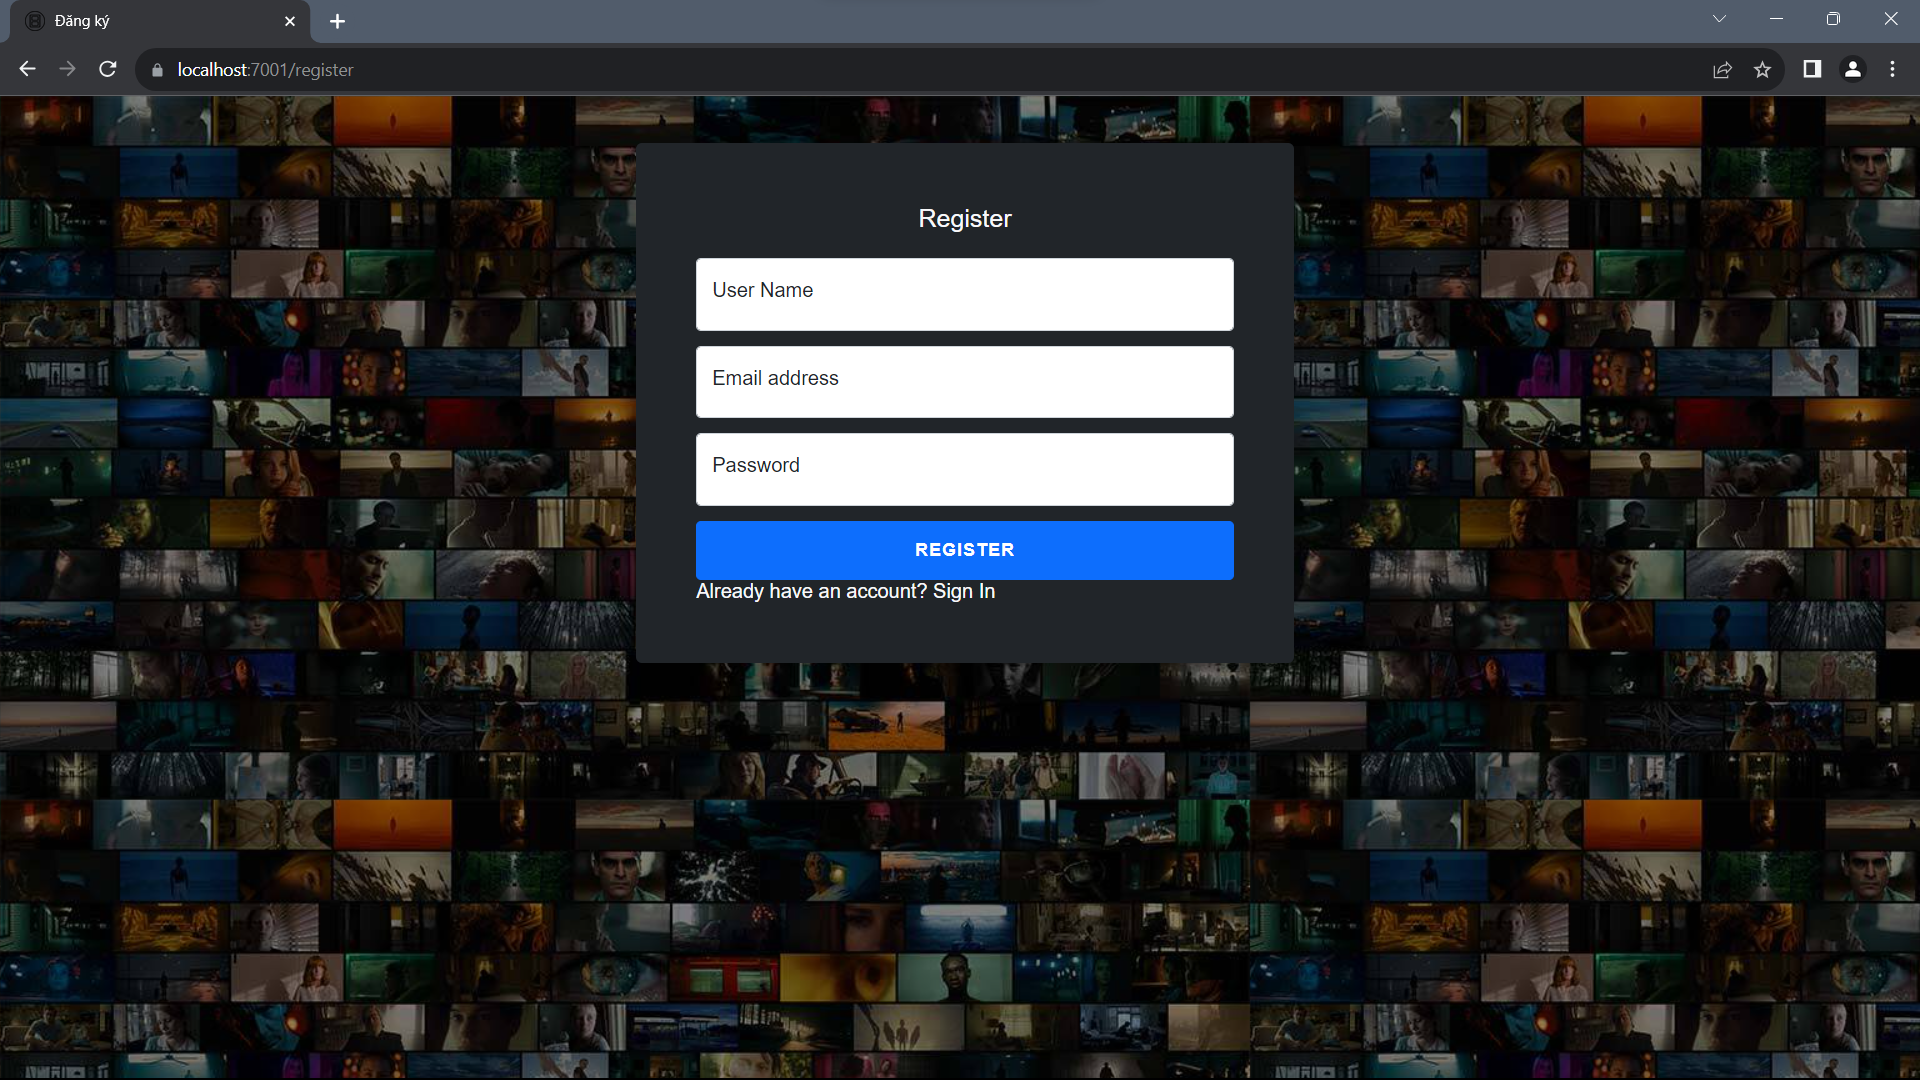 Đăng ký
localhost:7001/register
Register
User Name
Email address
Password
REGISTER
Already have an account? Sign In